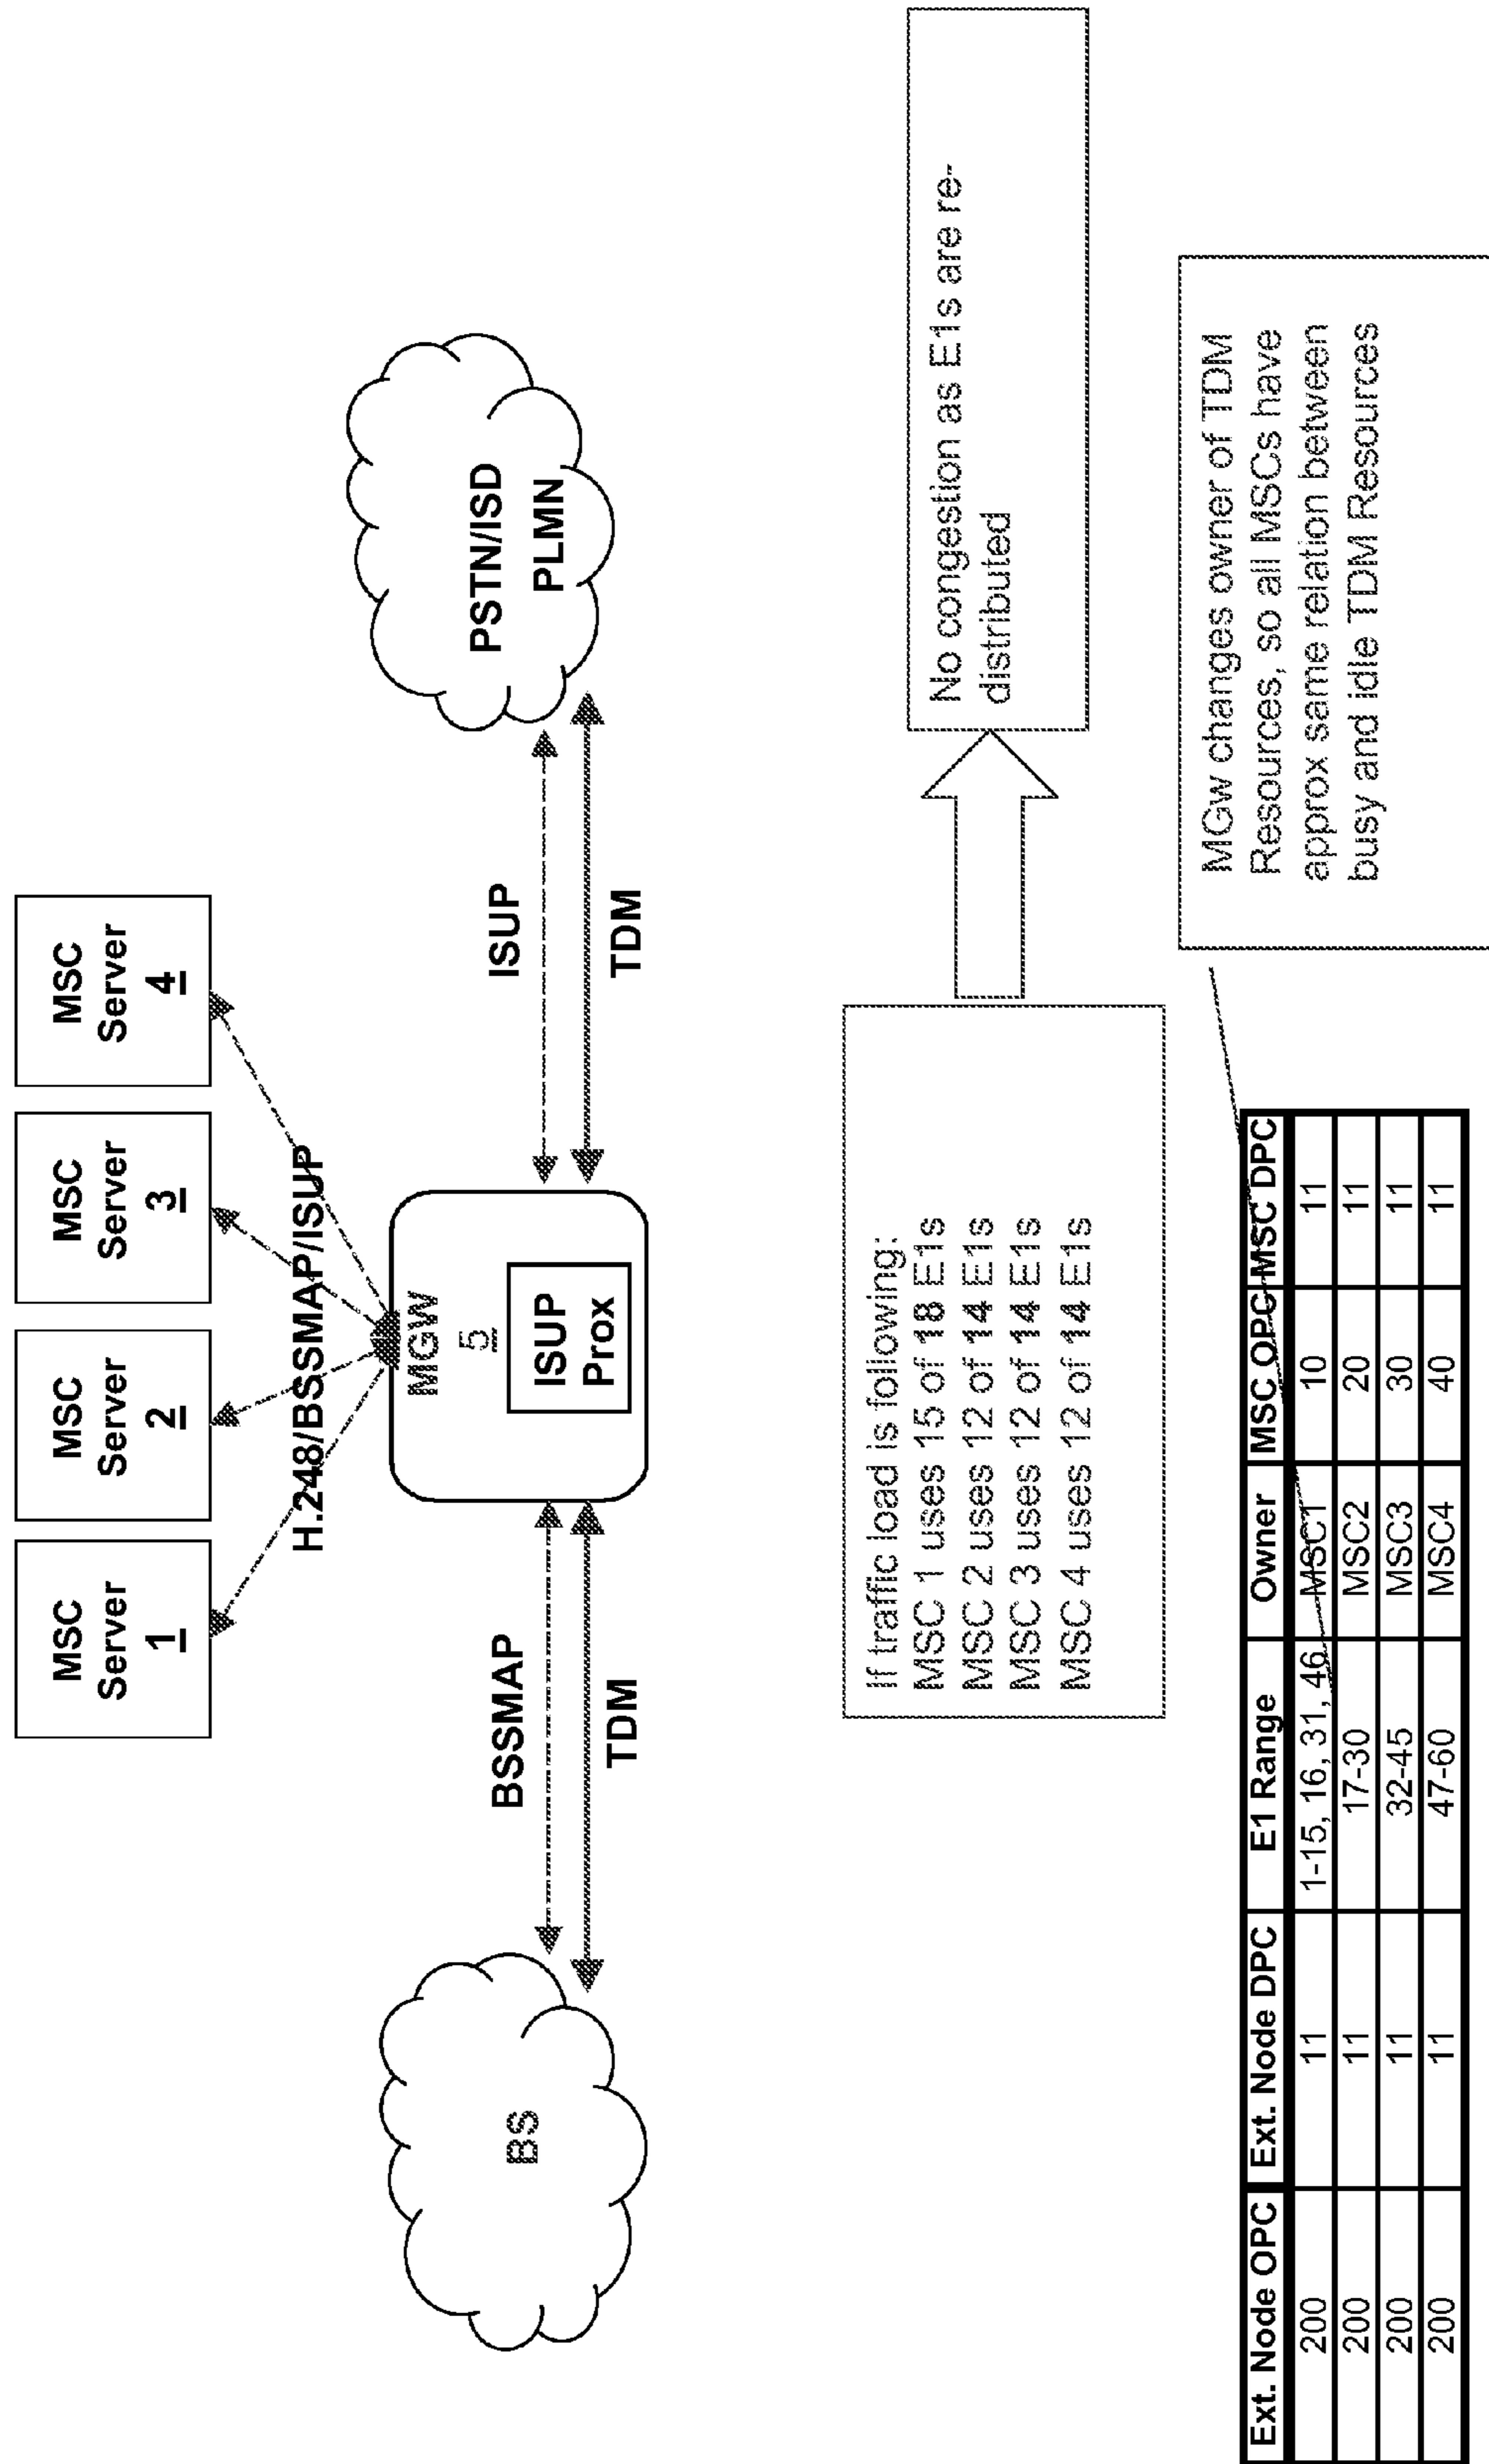 MSC
Server
1
MSC
Server
2
MSC
Server
3
MSC
Server
4
H.248/BSSMAP/ISUP
MGW
5
ISUP
Prox
BSSMAP
TDM
ISUP
TDM
BS
PSTN/ISD
PLMN
If traffic load is following:
MSC 1 uses 15 of 18 E1s
MSC 2 uses 12 of 14 E1s
MSC 3 uses 12 of 14 E1s
MSC 4 uses 12 of 14 E1s
No congestion as E1s are re-
distributed
MGw changes owner of TDM
Resources, so all MSCs have
approx same relation between
busy and idle TDM Resources
Ext. Node OPC Ext. Node DPC E1 Range Owner MSC OPC MSC DPC
200 11 1-15, 16, 31, 46 MSC1 10 11
200 11 17-30 MSC2 20 11
200 11 32-45 MSC3 30 11
200 11 47-60 MSC4 40 11